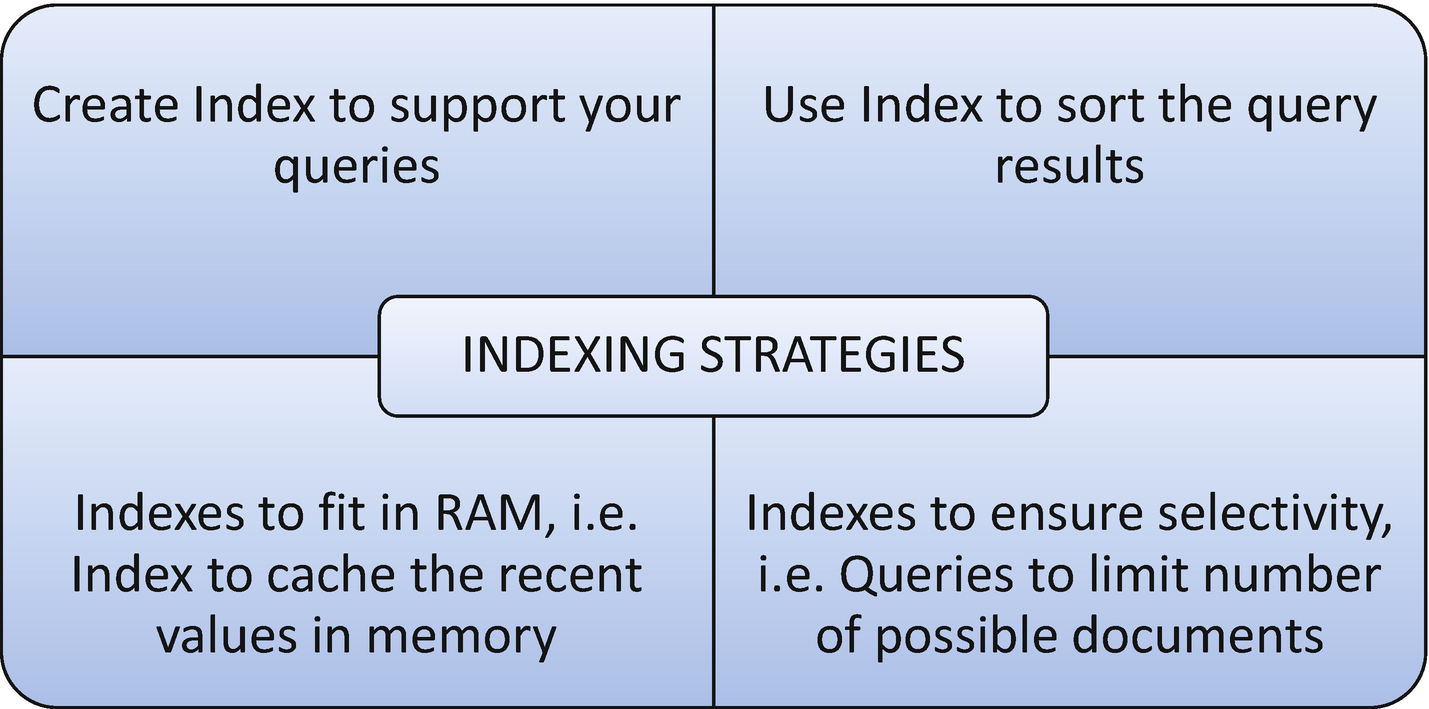 Create Index to support your
queries
Use Index to sort the query
results
INDEXING STRATEGIES
Indexes to fit in RAM, i.e.
Index to cache the recent
values in memory
Indexes to ensure selectivity,
i.e. Queries to limit number
of possible documents